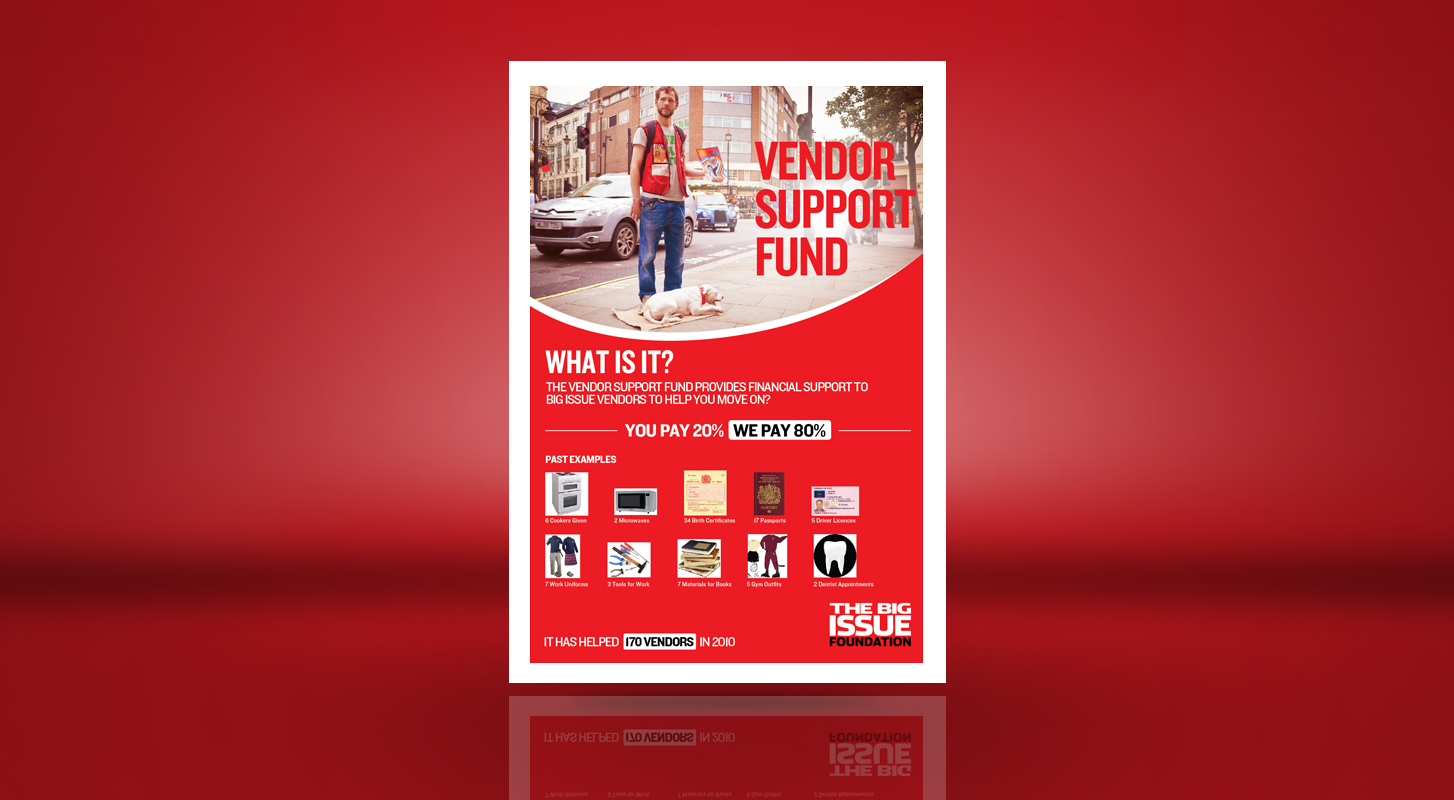 VENDOR
SUPPORT
FUND
WHAT IS IT?
THE VENDOR SUPPORT FUND PROVIDES FINANCIAL SUPPORT TO
BIG ISSUE VENDORS TO HELP YOU MOVE ON?
YOU PAY 20% WE PAY 80%
PAST EXAMPLES
6 Cookers Given 2 Microwaves 34 Birth Certificates 17 Passports 5 Driver Licences
7 Work Uniforms 3 Tools for Work 7 Materials for Books 5 Gym Outfits 2 Dentist Appointments
THE BIG
ISSUE
FOUNDATION
IT HAS HELPED 170 VENDORS IN 2010